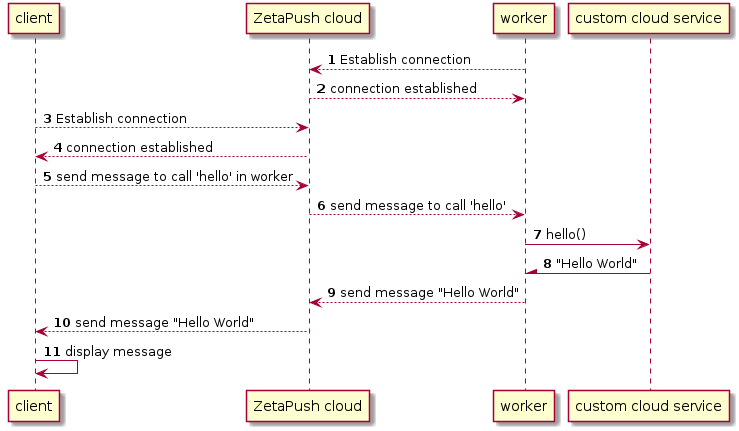 client ZetaPush cloud worker custom cloud service
1 Establish connection
2 connection established
3 Establish connection
4 connection established
5 send message to call 'hello' in worker
6 send message to call 'hello'
7 hello()
8 "Hello World"
9 send message "Hello World"
10 send message "Hello World"
11 display message
client ZetaPush cloud worker custom cloud service